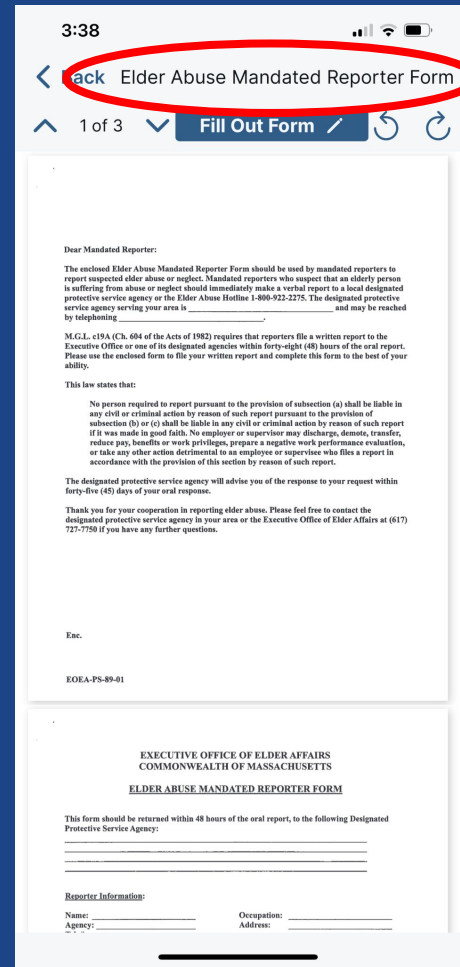 3:38
Back Elder Abuse Mandated Reporter Form
1 of 3 Fill Out Form
Dear Mandated Reporter:
The enclosed Elder Abuse Mandated Reporter Form should be used by mandated reporters to
report suspected elder abuse or neglect. Mandated reporters who suspect that an elderly person
is suffering from abuse or neglect should immediately make a verbal report to a local designated
protective service agency or the Elder Abuse Hotline 1-800-922-2275. The designated protective
service agency serving your area is ______________________________ and may be reached
by telephoning ______________________________.
M.G.L. c19A (Ch. 604 of the Acts of 1982) requires that reporters file a written report to the
Executive Office or one of its designated agencies within forty-eight (48) hours of the oral report.
Please use the enclosed form to file your written report and complete this form to the best of your
ability.
This law states that:
No person required to report pursuant to the provision of subsection (a) shall be liable in
any civil or criminal action by reason of such report pursuant to the provision of
subsection (b) or (c) shall be liable in any civil or criminal action by reason of such report
if it was made in good faith. No employer or supervisor may discharge, demote, transfer,
reduce pay, benefits or work privileges, prepare a negative work performance evaluation,
or take any other action detrimental to an employee or supervisee who files a report in
accordance with the provision of this section by reason of such report.
The designated protective service agency will advise you of the response to your request within
forty-five (45) days of your oral response.
Thank you for your cooperation in reporting elder abuse. Please feel free to contact the
designated protective service agency in your area or the Executive Office of Elder Affairs at (617)
727-7750 if you have any further questions.
Enc.
EOEA-PS-89-01
EXECUTIVE OFFICE OF ELDER AFFAIRS
COMMONWEALTH OF MASSACHUSETTS
ELDER ABUSE MANDATED REPORTER FORM
This form should be returned within 48 hours of the oral report, to the following Designated
Protective Service Agency:
Reporter Information:
Name: ____________________ Occupation: ____________________
Agency: ____________________ Address: ____________________